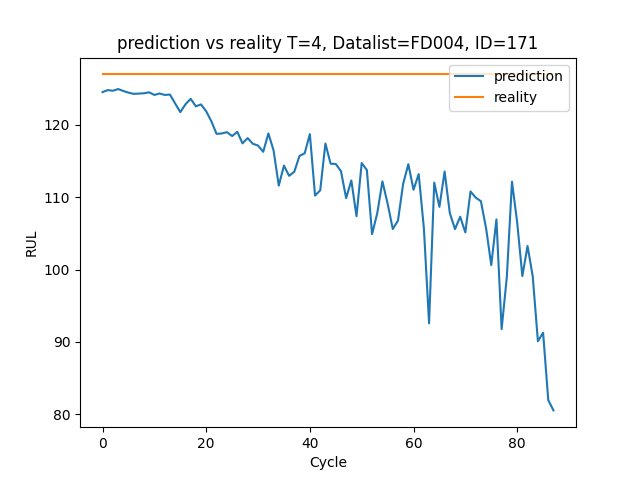 prediction vs reality T=4, Datalist=FD004, ID=171
prediction
reality
120
110
100
90
80
RUL
0 20 40 60 80
Cycle